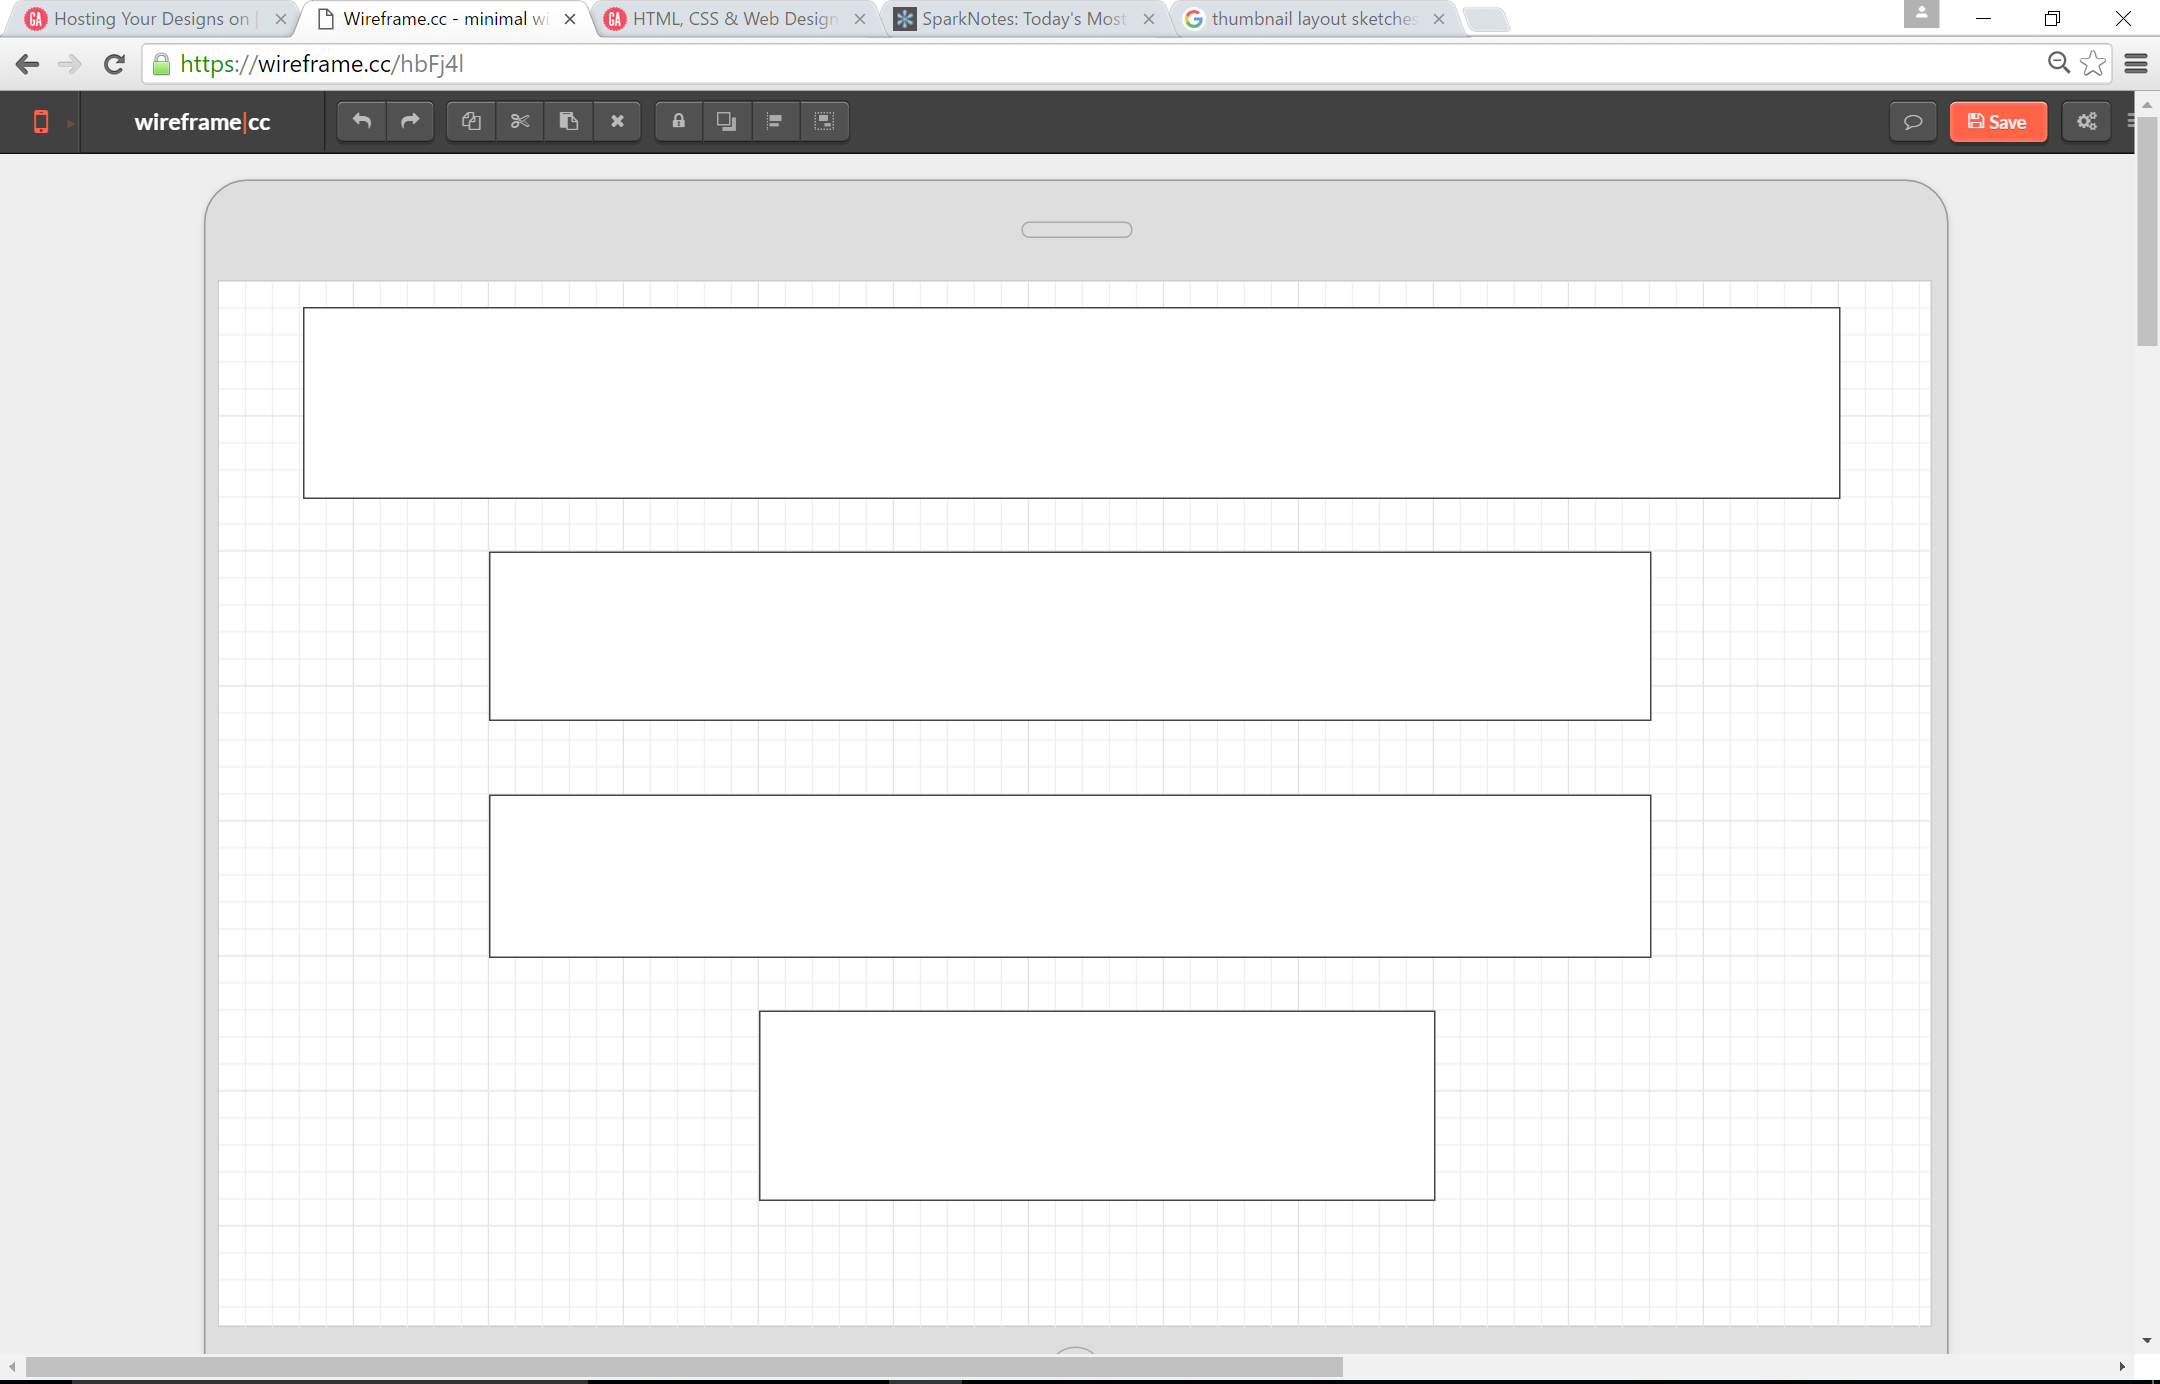 Hosting Your Designs on
Wireframe.cc - minimal wi
HTML, CSS & Web Design
SparkNotes: Today's Most
thumbnail layout sketches
https://wireframe.cc/hbFj4l
wireframe|cc
Save